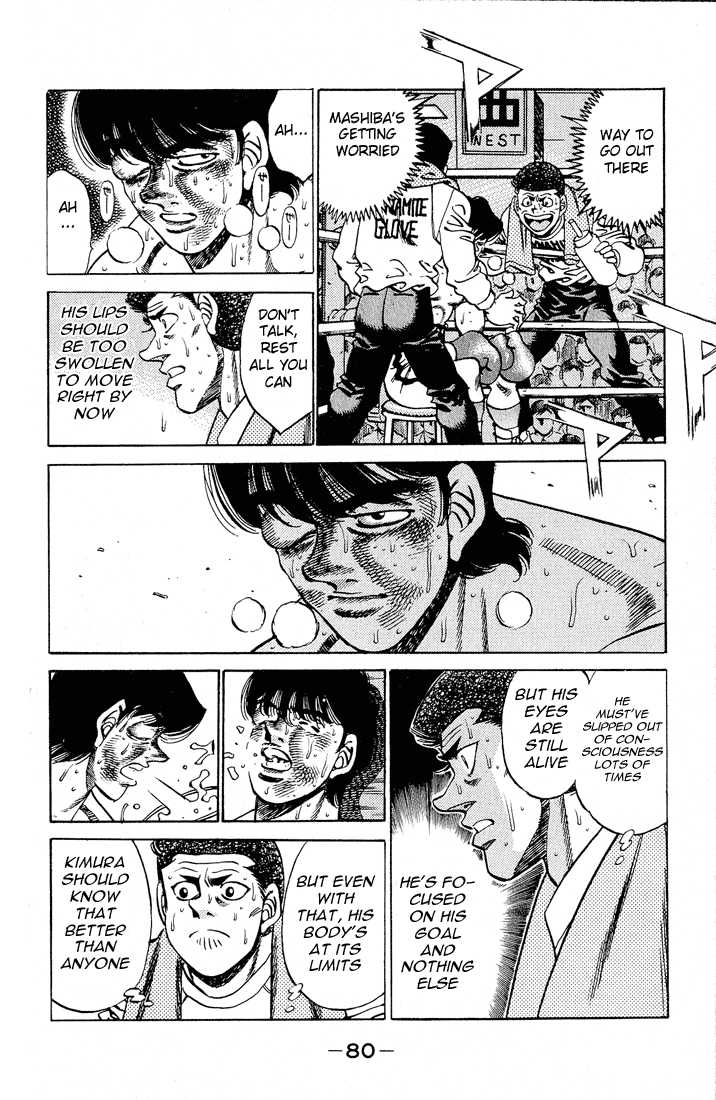 WAY TO
GO OUT
THERE
MASHIBA'S
GETTING
WORRIED
NEST
AMITE
GLOVE
AH...
AH
...
DON'T
TALK,
REST
ALL YOU
CAN
HIS LIPS
SHOULD
BE TOO
SWOLLEN
TO MOVE
RIGHT BY
NOW
HE
MUST'VE
SLIPPED OUT
OF CON-
SCIOUSNESS
LOTS OF
TIMES
BUT HIS
EYES
ARE
STILL
ALIVE
HE'S FO-
CUSED
ON HIS
GOAL
AND
NOTHING
ELSE
BUT EVEN
WITH
THAT, HIS
BODY'S
AT ITS
LIMITS
KIMURA
SHOULD
KNOW
THAT
BETTER
THAN
ANYONE
—80—